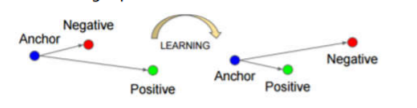 Negative
Anchor
LEARNING
Positive
Negative
Anchor
Positive